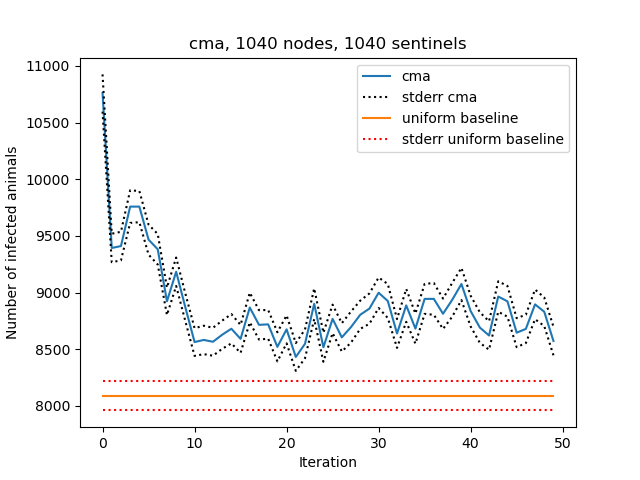 cma, 1040 nodes, 1040 sentinels
11000
10500
10000
9500
9000
8500
8000
Number of infected animals
cma
stderr cma
uniform baseline
stderr uniform baseline
0 10 20 30 40 50
Iteration